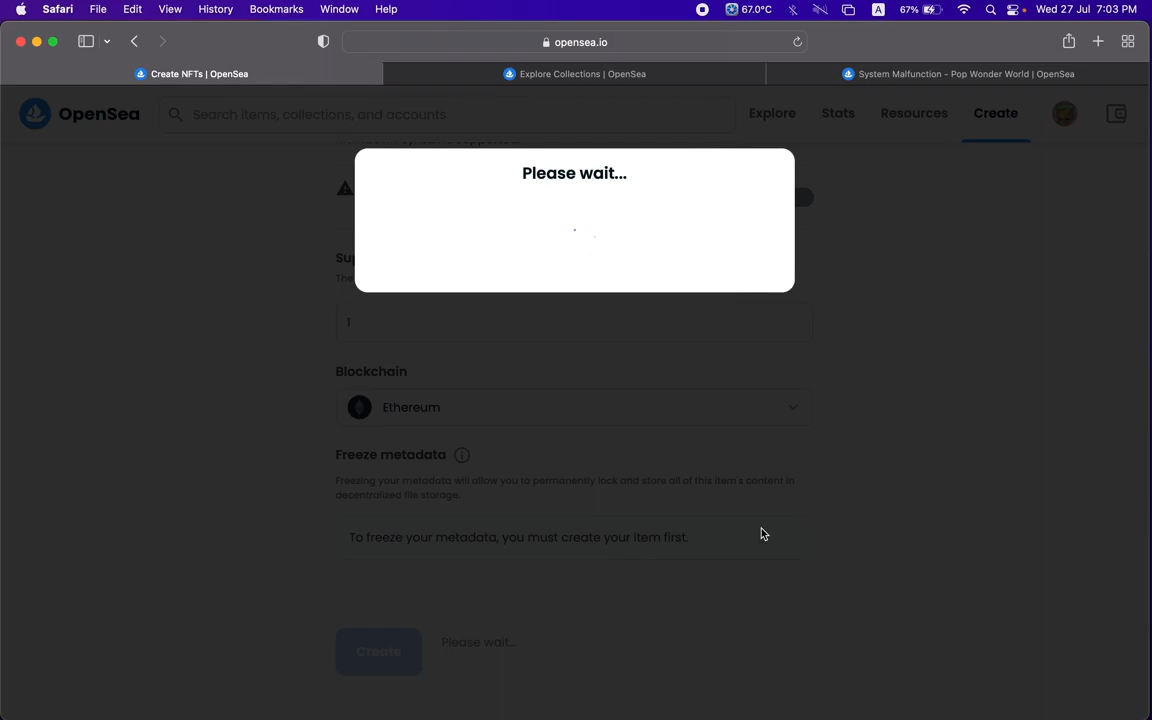 Safari File Edit View History Bookmarks Window Help 67.0°C A 67% Wed 27 Jul 7:03 PM
opensea.io
Create NFTs | OpenSea Explore Collections | OpenSea System Malfunction - Pop Wonder World | OpenSea
OpenSea Search items, collections, and accounts Explore Stats Resources Create
Please wait...
The
1
Blockchain
Ethereum
Freeze metadata
Freezing your metadata will allow you to permanently lock and store all of this item's content in
decentralized file storage.
To freeze your metadata, you must create your item first.
Create Please wait...